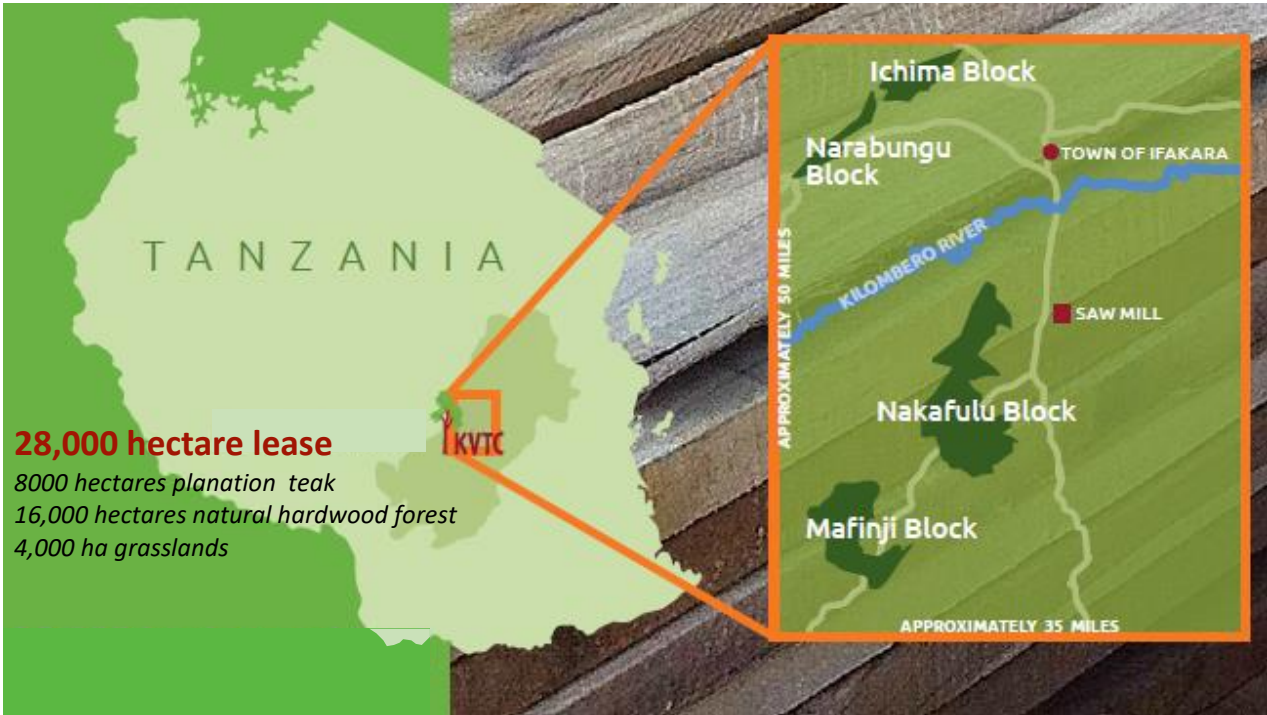 TANZANIA
KVTC
28,000 hectare lease
8000 hectares planation teak
16,000 hectares natural hardwood forest
4,000 ha grasslands
Ichima Block
Narabungu
Block
TOWN OF IFAKARA
KILOMBERO RIVER
APPROXIMATELY 50 MILES
SAW MILL
Nakafulu Block
Mafinji Block
APPROXIMATELY 35 MILES